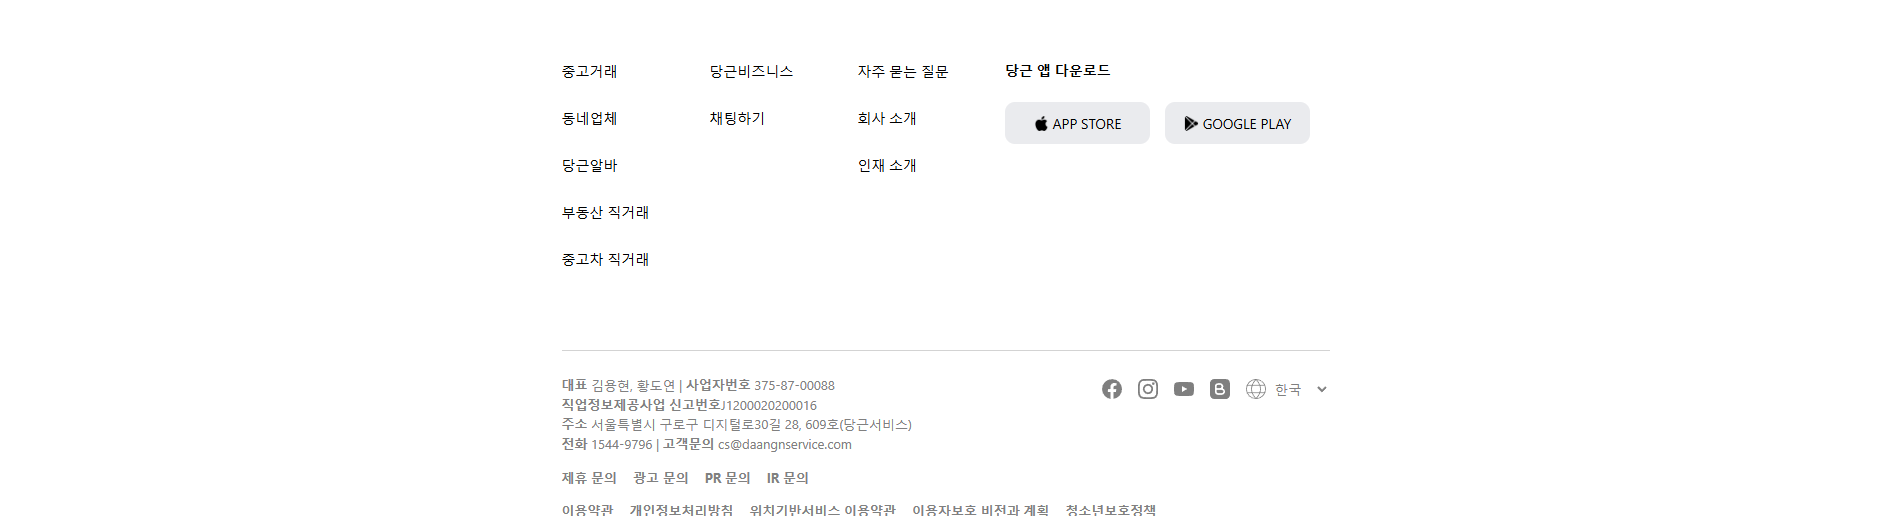 중고거래
동네업체
당근알바
부동산 직거래
중고차 직거래
당근비즈니스
채팅하기
자주 묻는 질문
회사 소개
인재 소개
당근 앱 다운로드
APP STORE
GOOGLE PLAY
대표 김용현, 황도연 | 사업자번호 375-87-00088
직업정보제공사업 신고번호J1200020200016
주소 서울특별시 구로구 디지털로30길 28, 609호(당근서비스)
전화 1544-9796 | 고객문의 cs@daangnservice.com
제휴 문의 광고 문의 PR 문의 IR 문의
이용약관 개인정보처리방침 위치기반서비스 이용약관 이용자보호 비전과 계획 청소년보호정책
한국